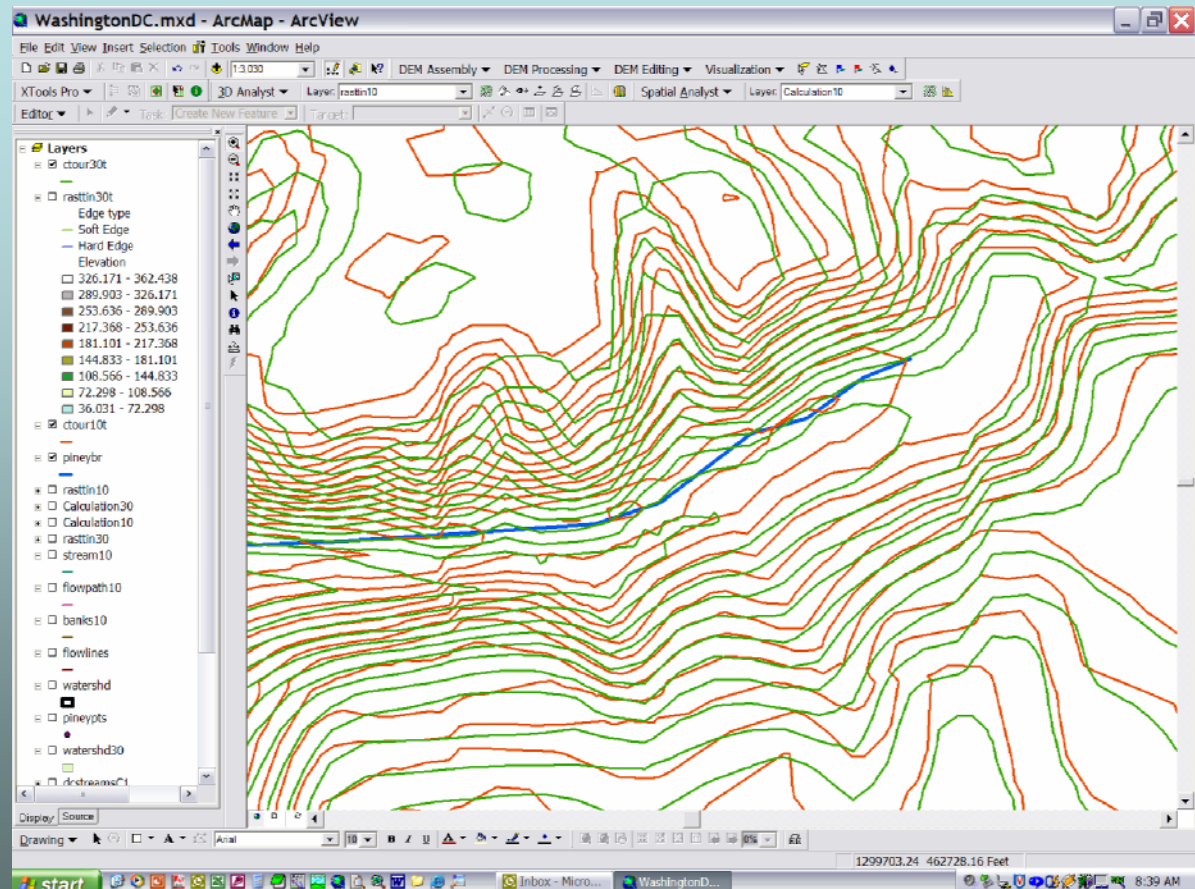 WashingtonDC.mxd - ArcMap - ArcView
File Edit View Insert Selection Tools Window Help
1:3,030 DEM Assembly DEM Processing DEM Editing Visualization
XTools Pro 3D Analyst Layer: rasttin10 Spatial Analyst Layer: Calculation10
Editor Task: Create New Feature Target:
Layers
ctour30t
rasttin30t
Edge type
Soft Edge
Hard Edge
Elevation
326.171 - 362.438
289.903 - 326.171
253.636 - 289.903
217.368 - 253.636
181.101 - 217.368
144.833 - 181.101
108.566 - 144.833
72.298 - 108.566
36.031 - 72.298
ctour10t
pineybr
rasttin10
Calculation30
Calculation10
rasttin30
stream10
flowpath10
banks10
flowlines
watershd
pineypts
watershd30
dcstreamsC1
Display Source
Drawing A Arial 10 B I U A 0%
1299703.24 462728.16 Feet
start Inbox - Micro... WashingtonD... 8:39 AM